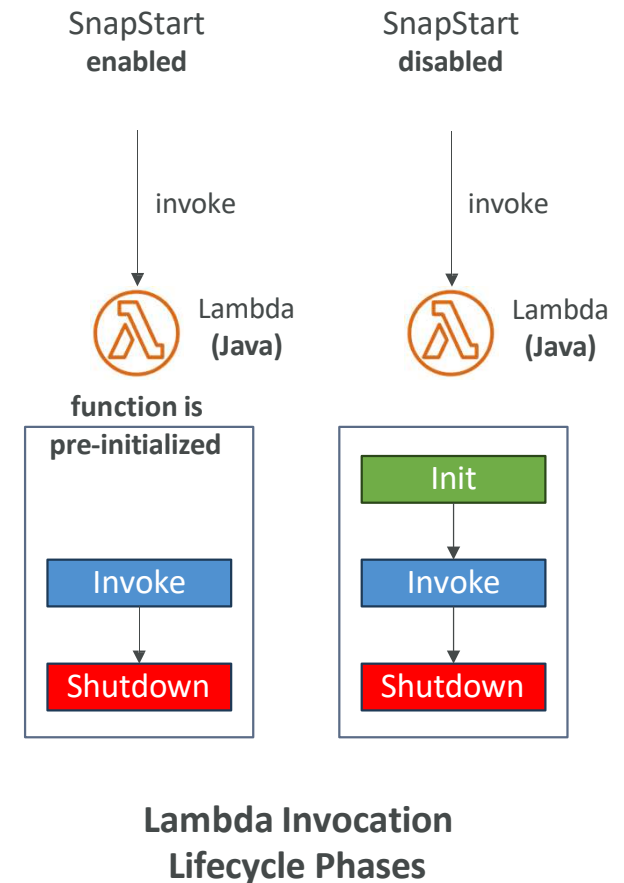 SnapStart
enabled
invoke
Lambda
(Java)
function is
pre-initialized
Invoke
Shutdown
SnapStart
disabled
invoke
Lambda
(Java)
Init
Invoke
Shutdown
Lambda Invocation
Lifecycle Phases